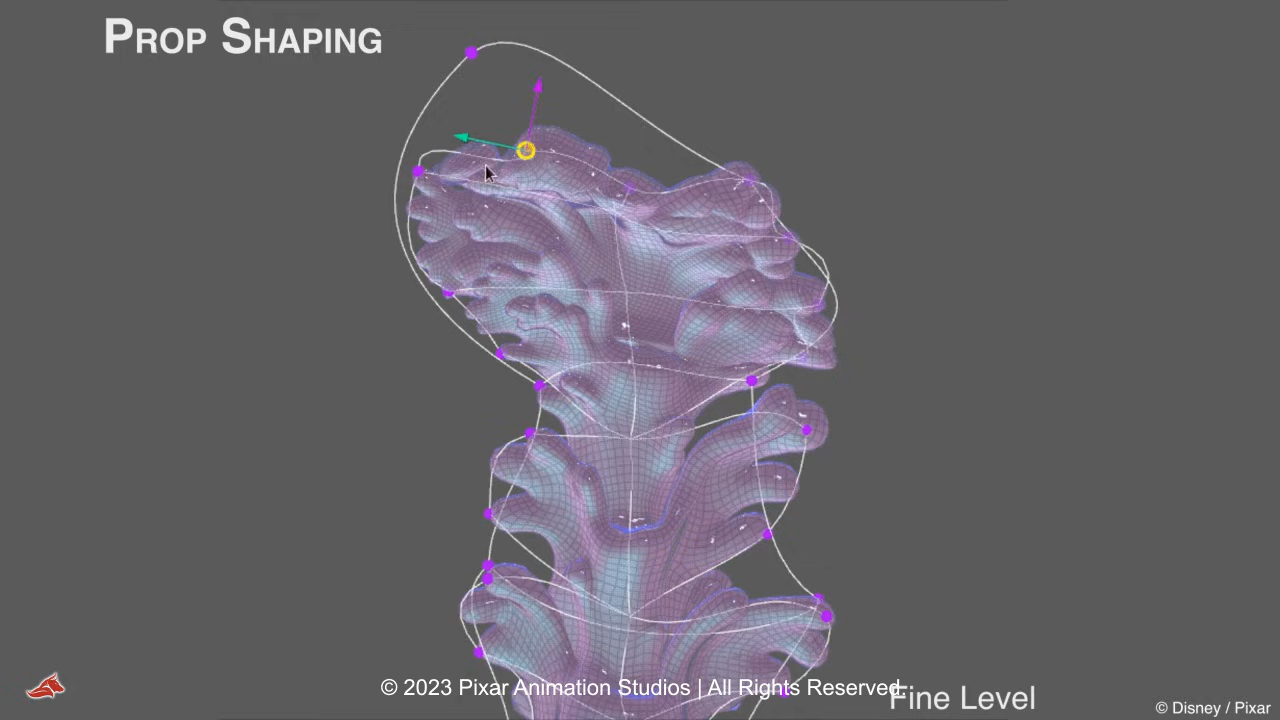 Prop Shaping
© 2023 Pixar Animation Studios | All Rights Reserved
Fine Level
© Disney / Pixar